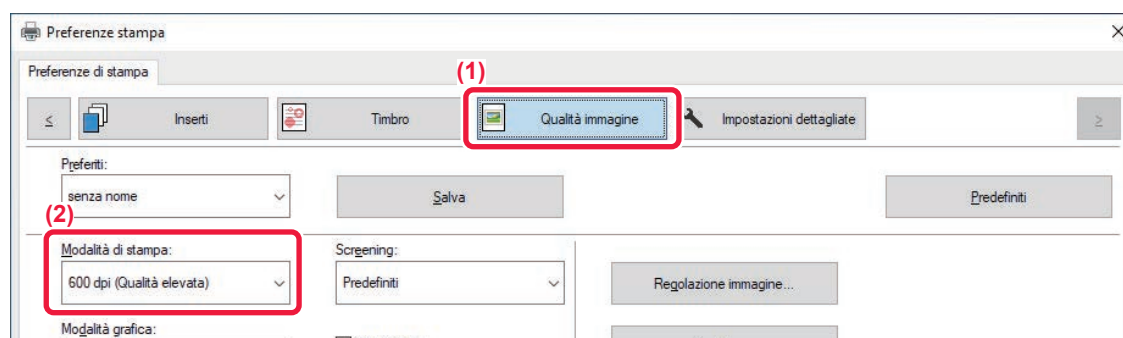 Preferenze stampa
Preferenze di stampa
(1)
≤ Inserti Timbro Qualità immagine Impostazioni dettagliate ≥
Preferiti:
senza nome Salva Predefiniti
(2)
Modalità di stampa: Screening:
600 dpi (Qualità elevata) Predefiniti Regolazione immagine...
Modalità grafica: